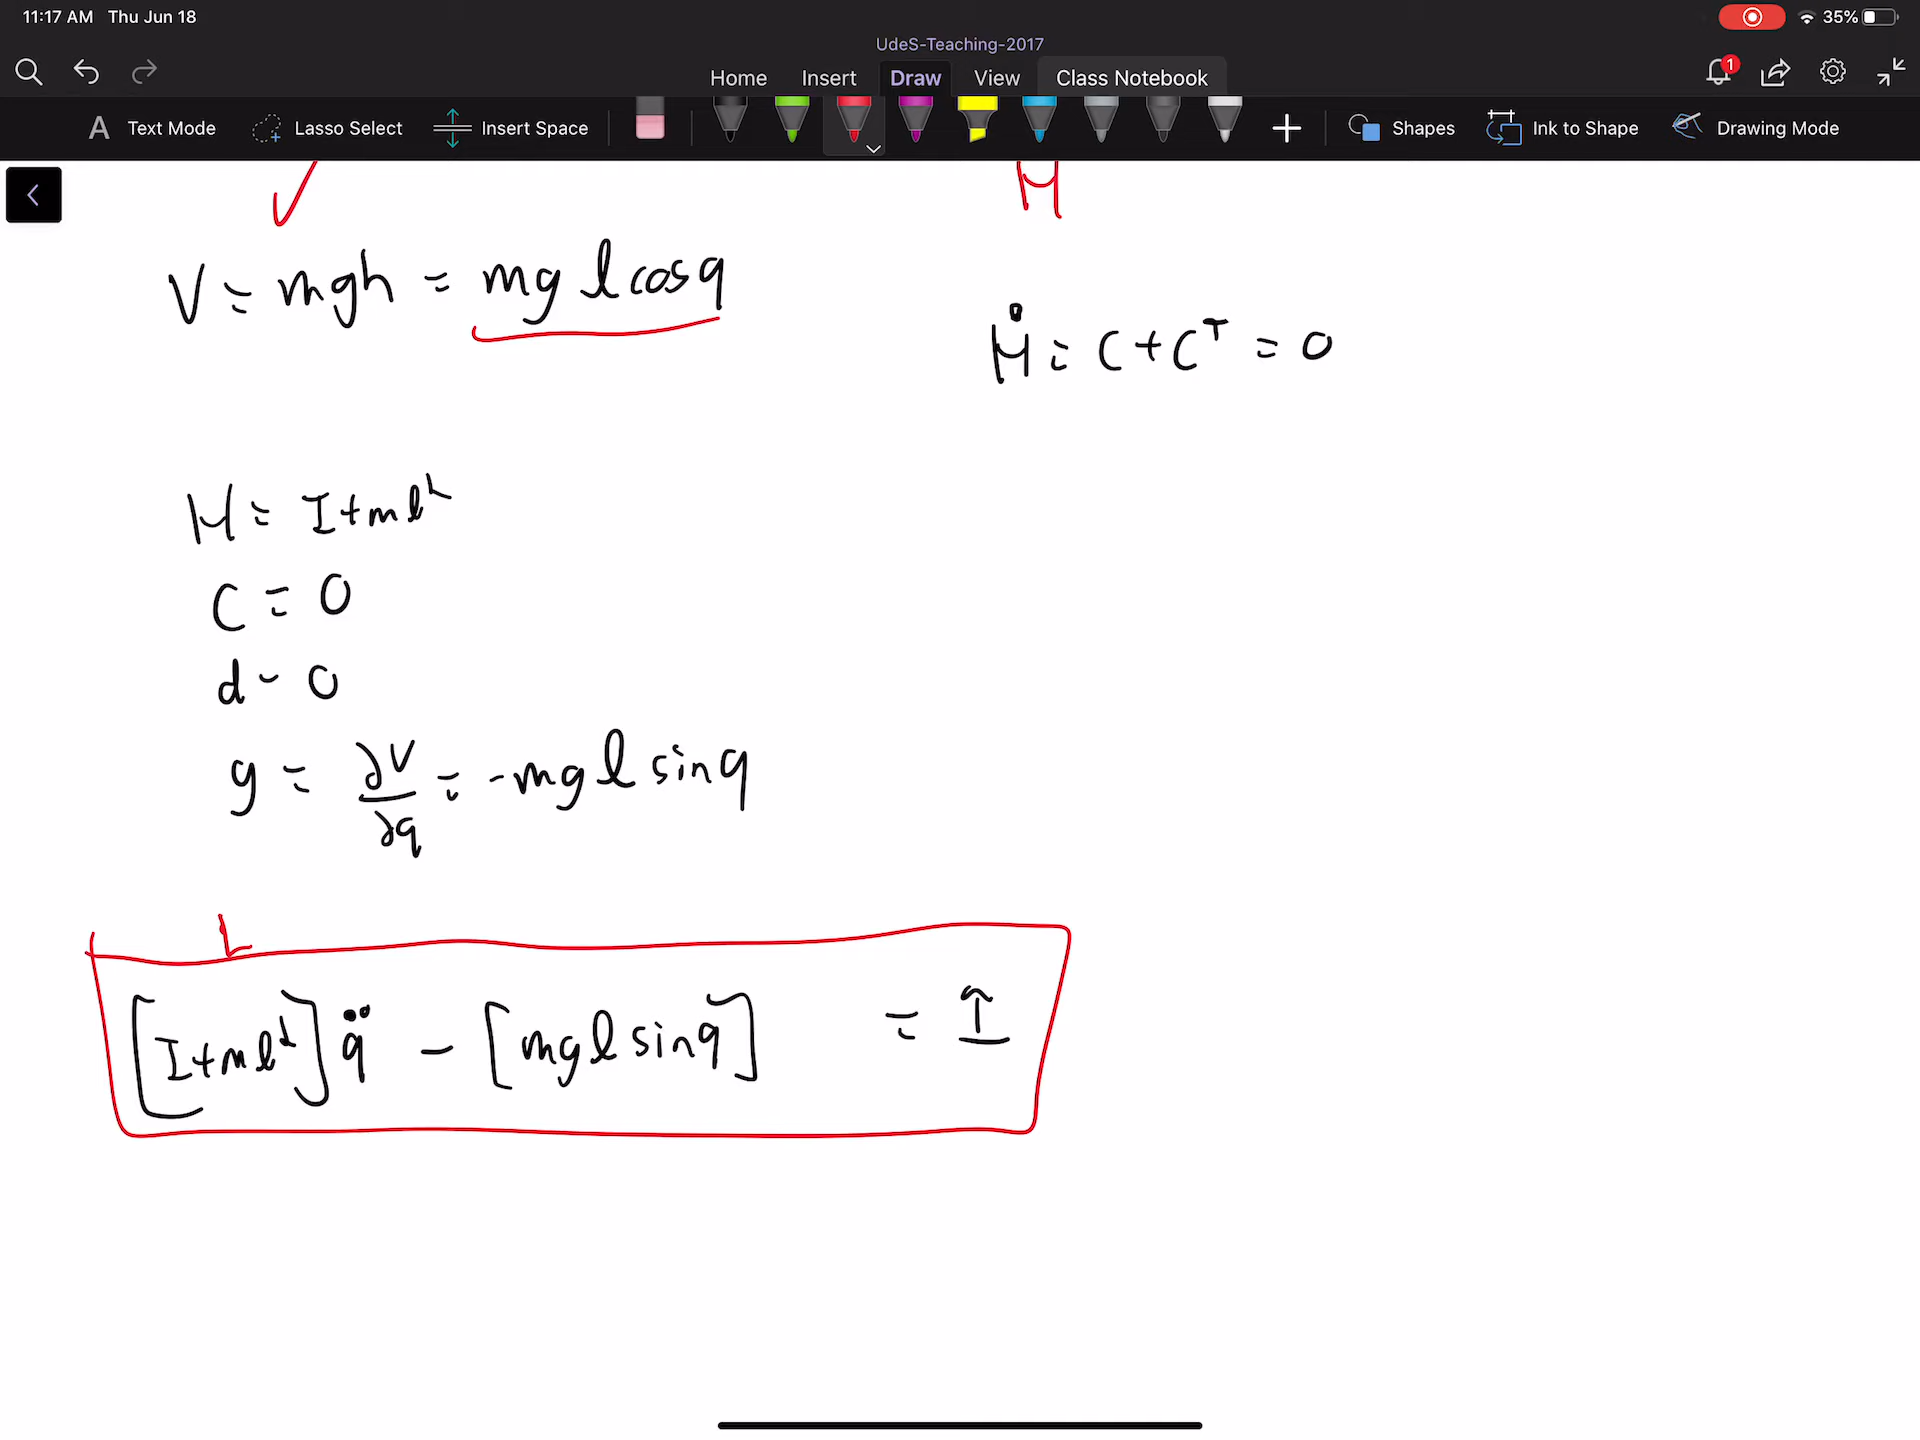 11:17 AM Thu Jun 18
35%
UdeS-Teaching-2017
Home Insert Draw View Class Notebook
1
A Text Mode Lasso Select Insert Space Shapes Ink to Shape Drawing Mode
H
V = mgh = mg l cos q
Ḣ = C + Cᵀ = 0
H = I + ml²
C = 0
d = 0
g = ∂V/∂q = -mg l sin q
[I + ml²] q̈ - [mg l sin q] = τ